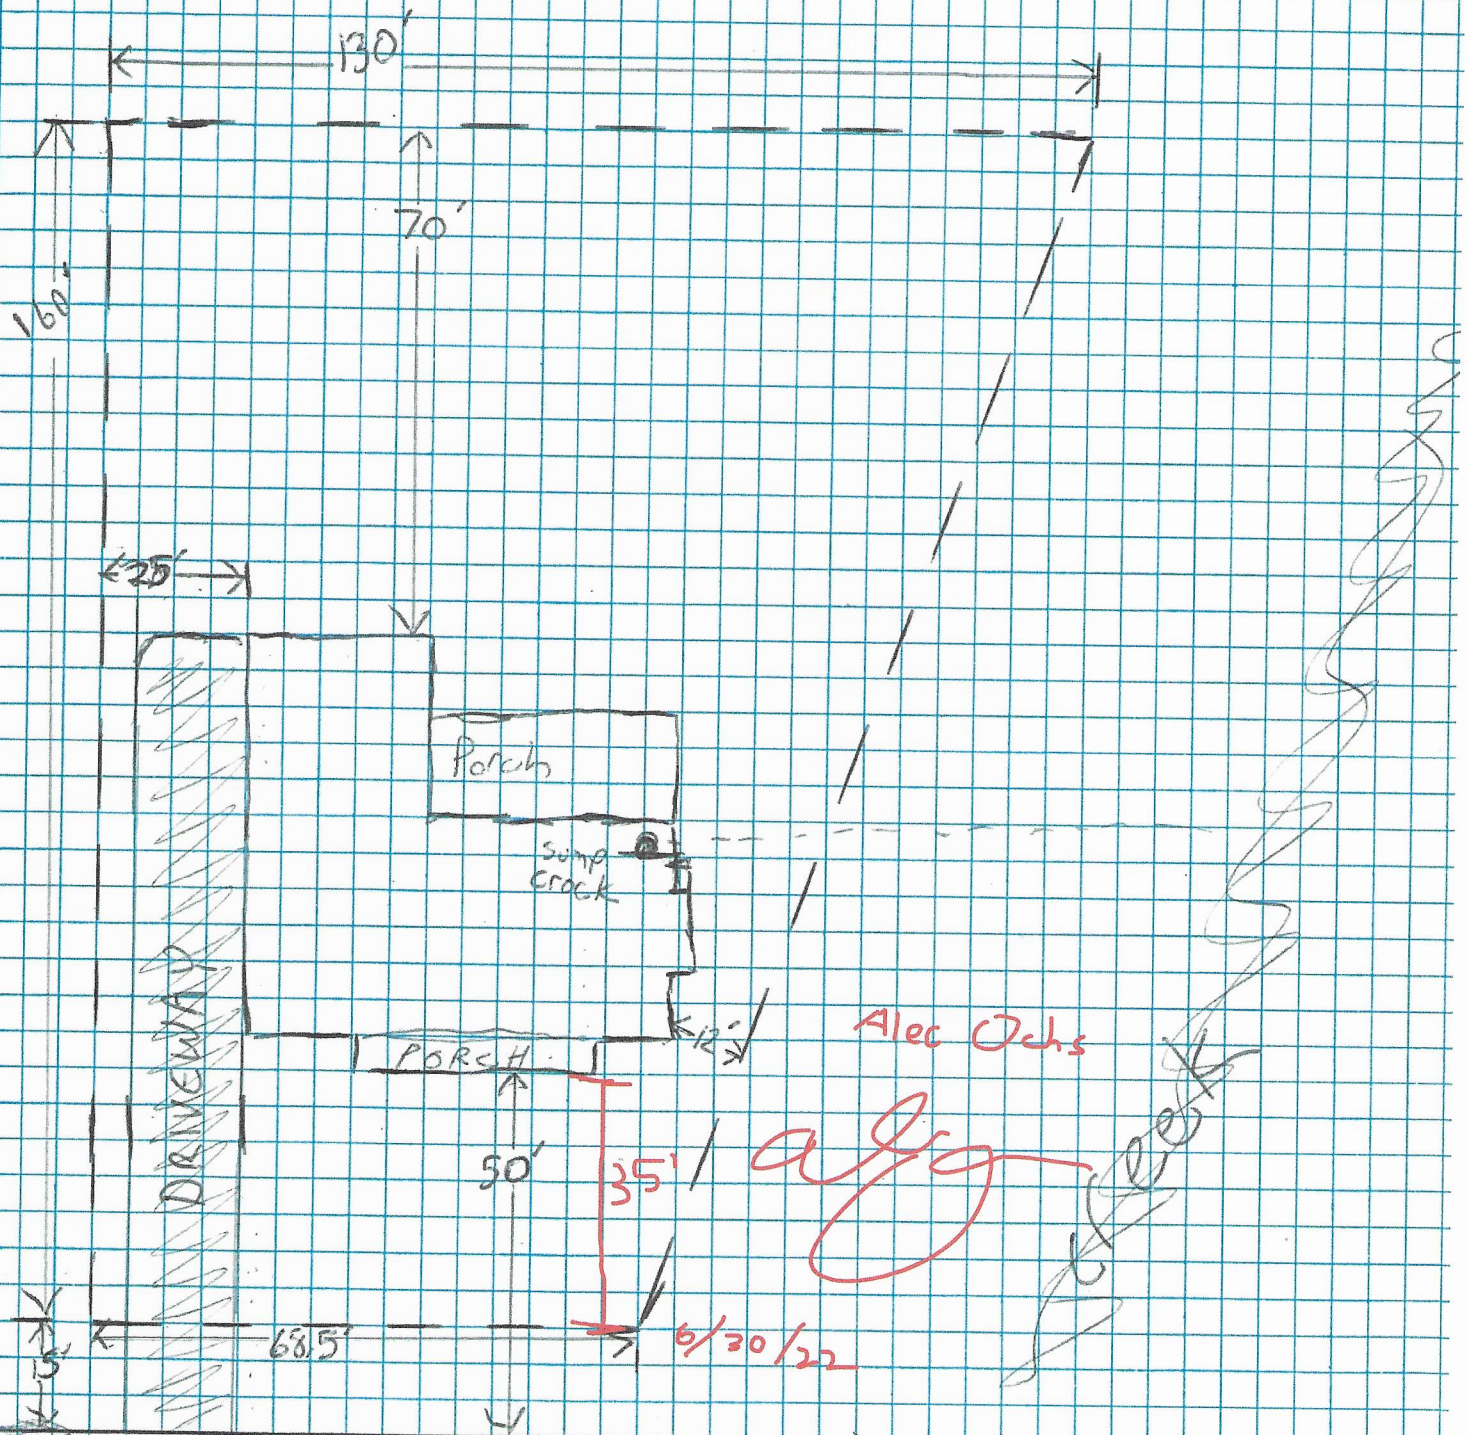 130'
70'
160'
25'
Porch
sump
crock
12'
Alec Ochs
PORCH
DRIVEWAY
50'
35'
creek
68.5'
6/30/22
15'